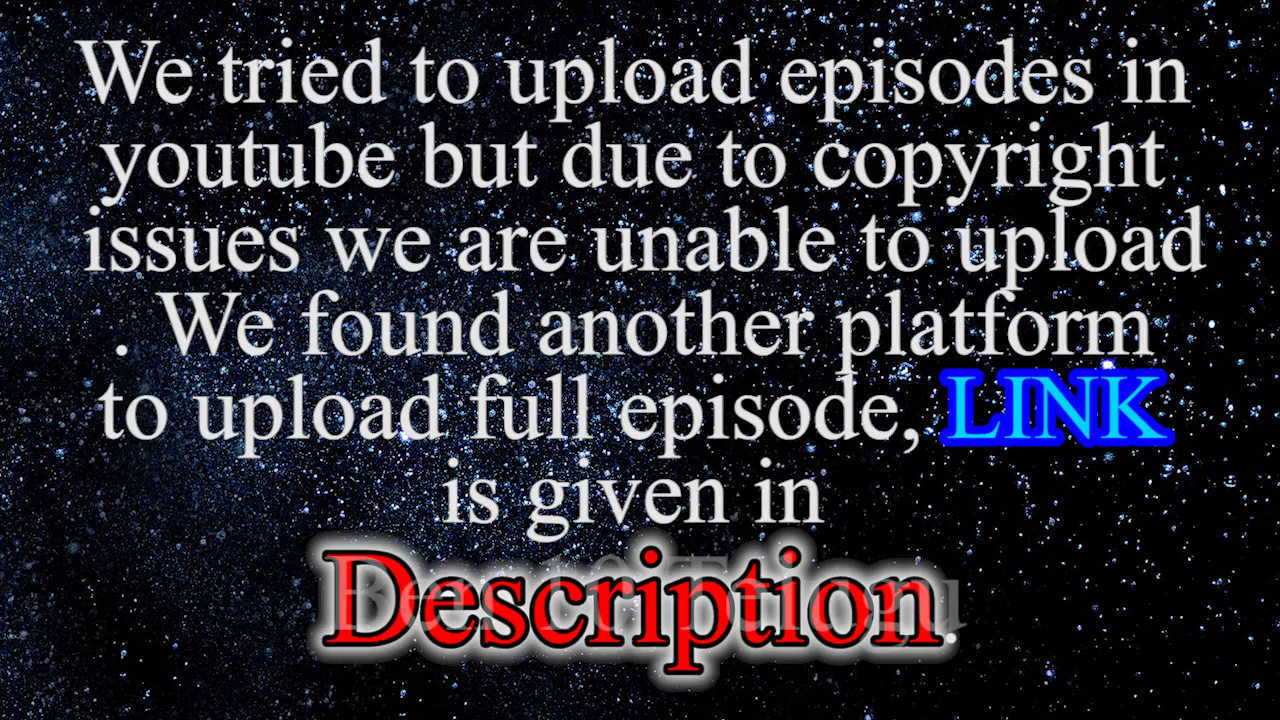 We tried to upload episodes in
youtube but due to copyright
issues we are unable to upload
. We found another platform
to upload full episode, LINK
is given in
Description.